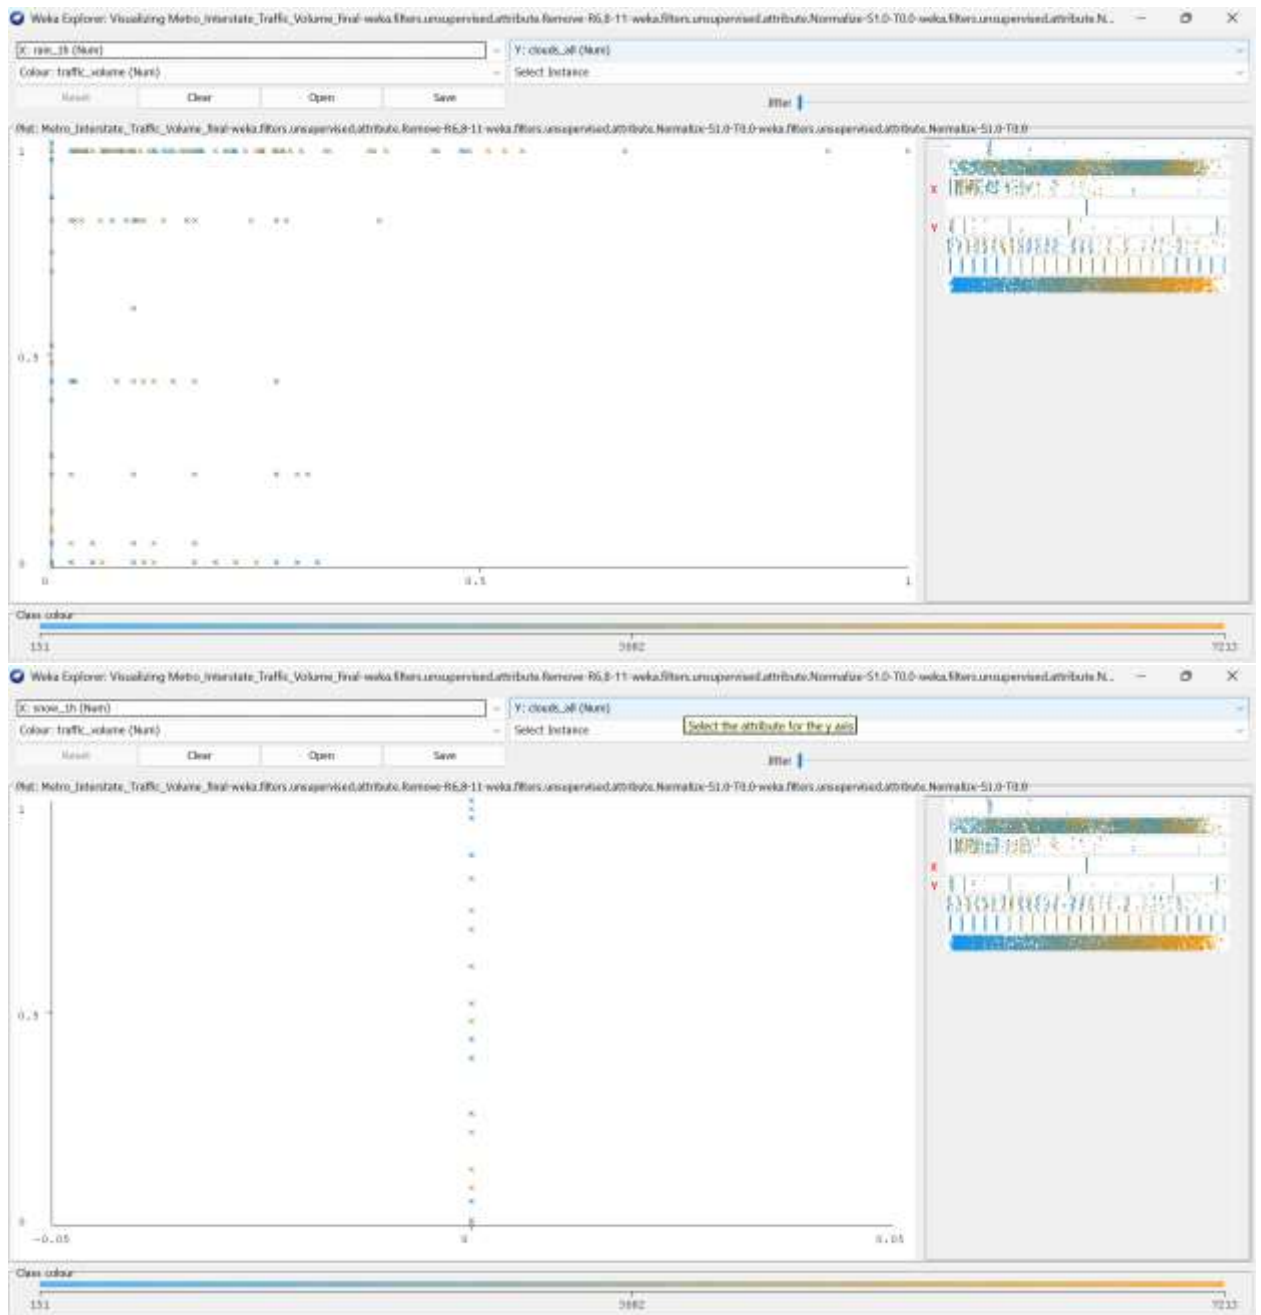 Weka Explorer: Visualizing Metro_Interstate_Traffic_Volume_final-weka.filters.unsupervised.attribute.Remove-R6,8-11-weka.filters.unsupervised.attribute.Normalize-S1.0-T0.0-weka.filters.unsupervised.attribute.N...
X: rain_1h (Num)
Y: clouds_all (Num)
Colour: traffic_volume (Num)
Select Instance
Reset
Clear
Open
Save
Jitter
Plot: Metro_Interstate_Traffic_Volume_final-weka.filters.unsupervised.attribute.Remove-R6,8-11-weka.filters.unsupervised.attribute.Normalize-S1.0-T0.0-weka.filters.unsupervised.attribute.Normalize-S1.0-T0.0
1
X
Y
0.5
0
0
0.5
1
Class colour
151
3682
7213
Weka Explorer: Visualizing Metro_Interstate_Traffic_Volume_final-weka.filters.unsupervised.attribute.Remove-R6,8-11-weka.filters.unsupervised.attribute.Normalize-S1.0-T0.0-weka.filters.unsupervised.attribute.N...
X: snow_1h (Num)
Y: clouds_all (Num)
Colour: traffic_volume (Num)
Select Instance
Select the attribute for the y axis
Reset
Clear
Open
Save
Jitter
Plot: Metro_Interstate_Traffic_Volume_final-weka.filters.unsupervised.attribute.Remove-R6,8-11-weka.filters.unsupervised.attribute.Normalize-S1.0-T0.0-weka.filters.unsupervised.attribute.Normalize-S1.0-T0.0
1
X
Y
0.5
0
-0.05
0
0.05
Class colour
151
3682
7213